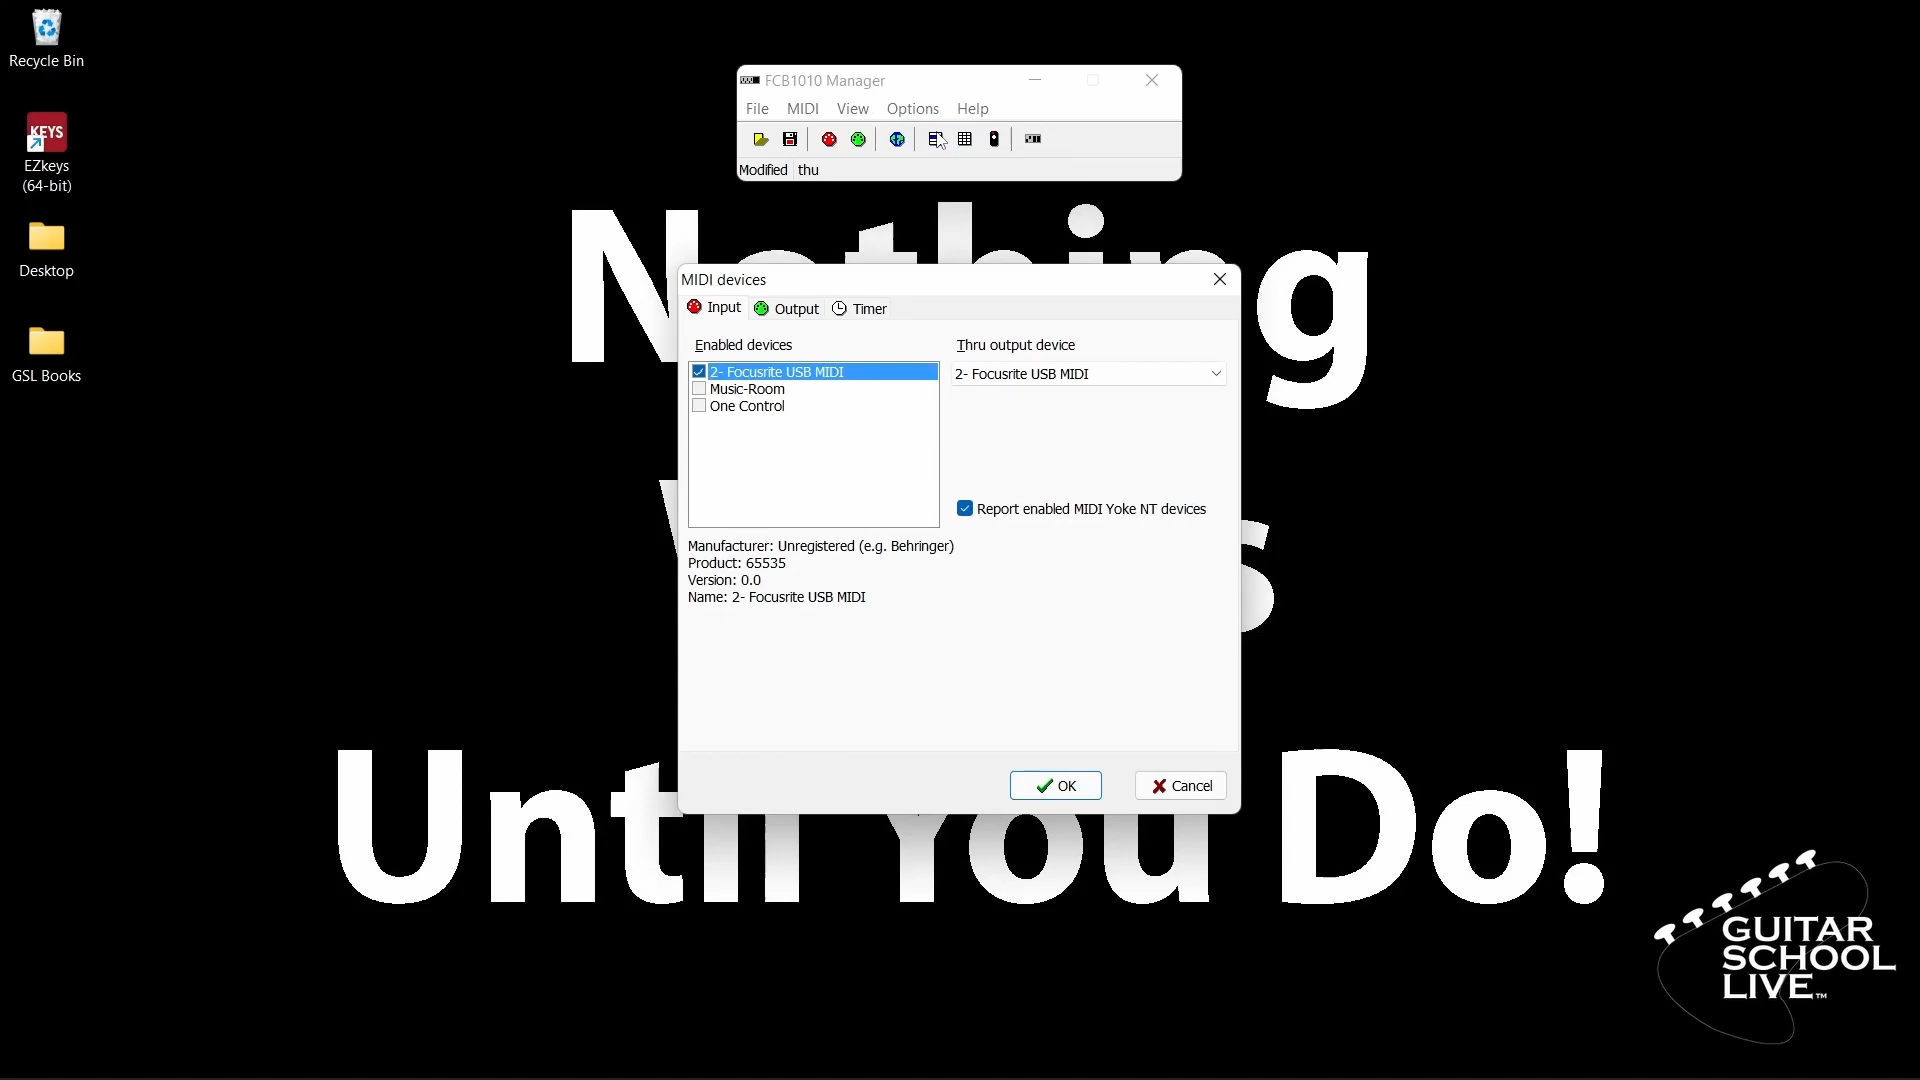 Recycle Bin
KEYS
EZkeys
(64-bit)
Desktop
GSL Books
FCB1010 Manager
File MIDI View Options Help
Modified thu
MIDI devices
Input Output Timer
Enabled devices
Thru output device
2- Focusrite USB MIDI
2- Focusrite USB MIDI
Music-Room
One Control
Report enabled MIDI Yoke NT devices
Manufacturer: Unregistered (e.g. Behringer)
Product: 65535
Version: 0.0
Name: 2- Focusrite USB MIDI
OK Cancel
Nothing
Until You Do!
GUITAR
SCHOOL
LIVE™